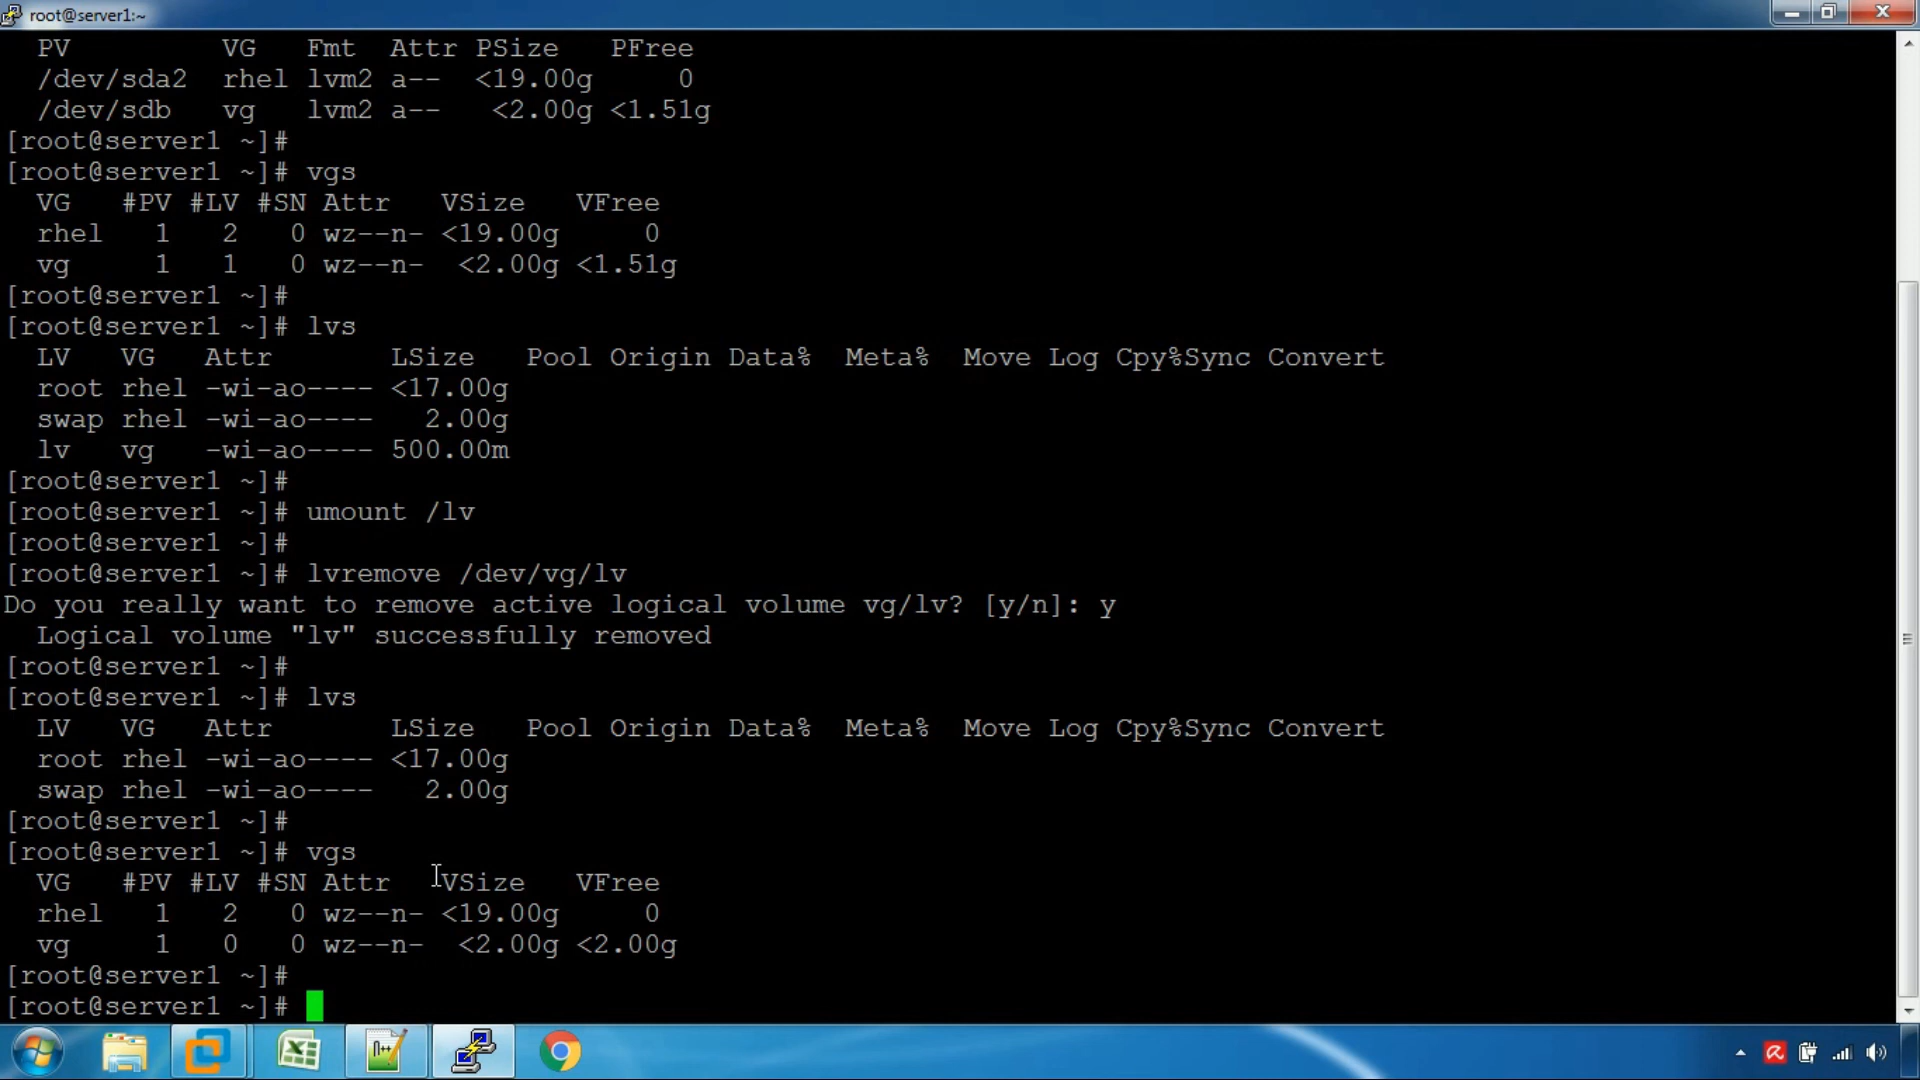 root@server1:~
PV VG Fmt Attr PSize PFree
/dev/sda2 rhel lvm2 a-- <19.00g 0
/dev/sdb vg lvm2 a-- <2.00g <1.51g
[root@server1 ~]#
[root@server1 ~]# vgs
VG #PV #LV #SN Attr VSize VFree
rhel 1 2 0 wz--n- <19.00g 0
vg 1 1 0 wz--n- <2.00g <1.51g
[root@server1 ~]#
[root@server1 ~]# lvs
LV VG Attr LSize Pool Origin Data% Meta% Move Log Cpy%Sync Convert
root rhel -wi-ao---- <17.00g
swap rhel -wi-ao---- 2.00g
lv vg -wi-ao---- 500.00m
[root@server1 ~]#
[root@server1 ~]# umount /lv
[root@server1 ~]#
[root@server1 ~]# lvremove /dev/vg/lv
Do you really want to remove active logical volume vg/lv? [y/n]: y
Logical volume "lv" successfully removed
[root@server1 ~]#
[root@server1 ~]# lvs
LV VG Attr LSize Pool Origin Data% Meta% Move Log Cpy%Sync Convert
root rhel -wi-ao---- <17.00g
swap rhel -wi-ao---- 2.00g
[root@server1 ~]#
[root@server1 ~]# vgs
VG #PV #LV #SN Attr VSize VFree
rhel 1 2 0 wz--n- <19.00g 0
vg 1 0 0 wz--n- <2.00g <2.00g
[root@server1 ~]#
[root@server1 ~]#